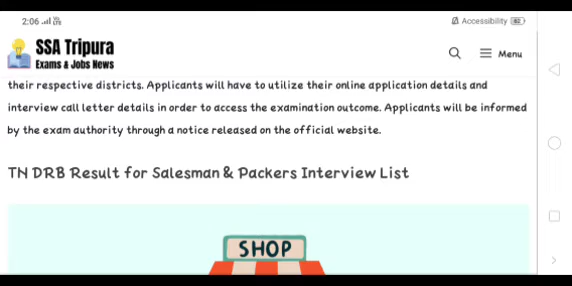 2:06
Accessibility
SSA Tripura
Exams & Jobs News
Menu
their respective districts. Applicants will have to utilize their online application details and
interview call letter details in order to access the examination outcome. Applicants will be informed
by the exam authority through a notice released on the official website.
TN DRB Result for Salesman & Packers Interview List
SHOP